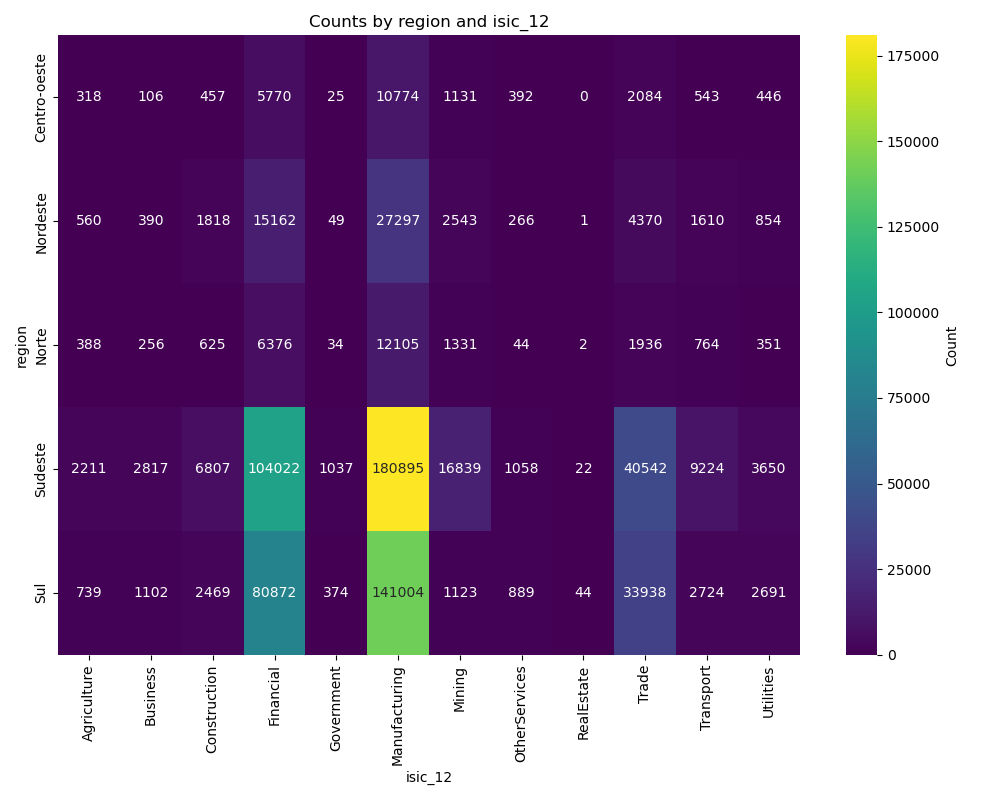 Counts by region and isic_12
region
Centro-oeste 318 106 457 5770 25 10774 1131 392 0 2084 543 446
Nordeste 560 390 1818 15162 49 27297 2543 266 1 4370 1610 854
Norte 388 256 625 6376 34 12105 1331 44 2 1936 764 351
Sudeste 2211 2817 6807 104022 1037 180895 16839 1058 22 40542 9224 3650
Sul 739 1102 2469 80872 374 141004 1123 889 44 33938 2724 2691
Agriculture Business Construction Financial Government Manufacturing Mining OtherServices RealEstate Trade Transport Utilities
isic_12
175000
150000
125000
100000
75000
50000
25000
0
Count